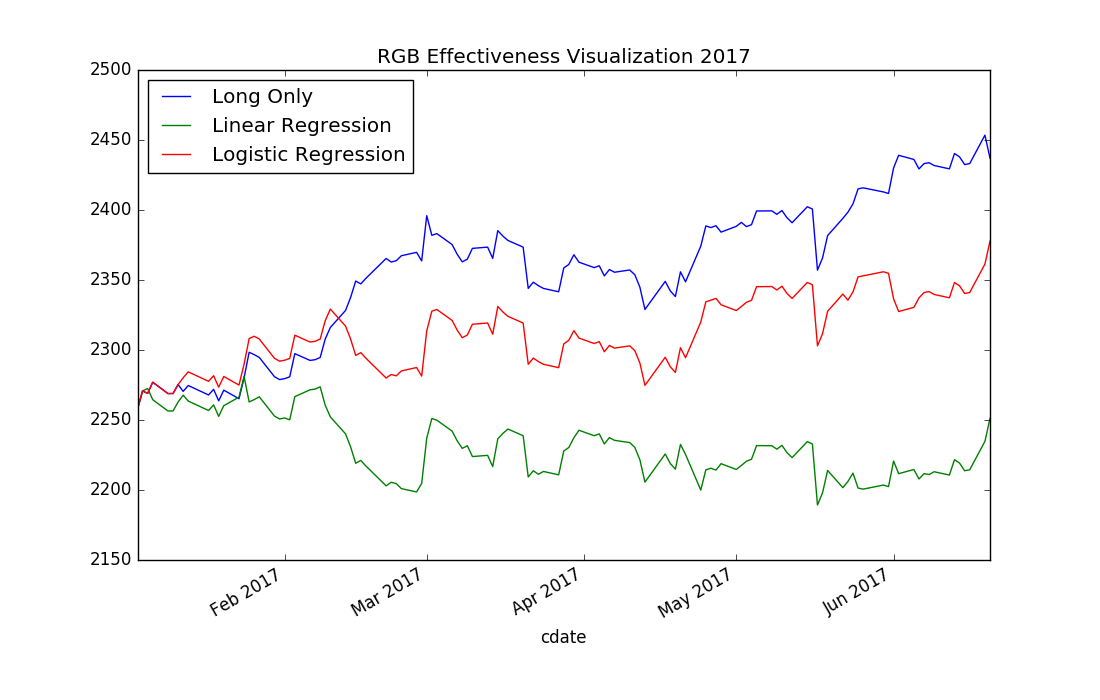 RGB Effectiveness Visualization 2017
2500
2450
2400
2350
2300
2250
2200
2150
Long Only
Linear Regression
Logistic Regression
Feb 2017
Mar 2017
Apr 2017
May 2017
Jun 2017
cdate